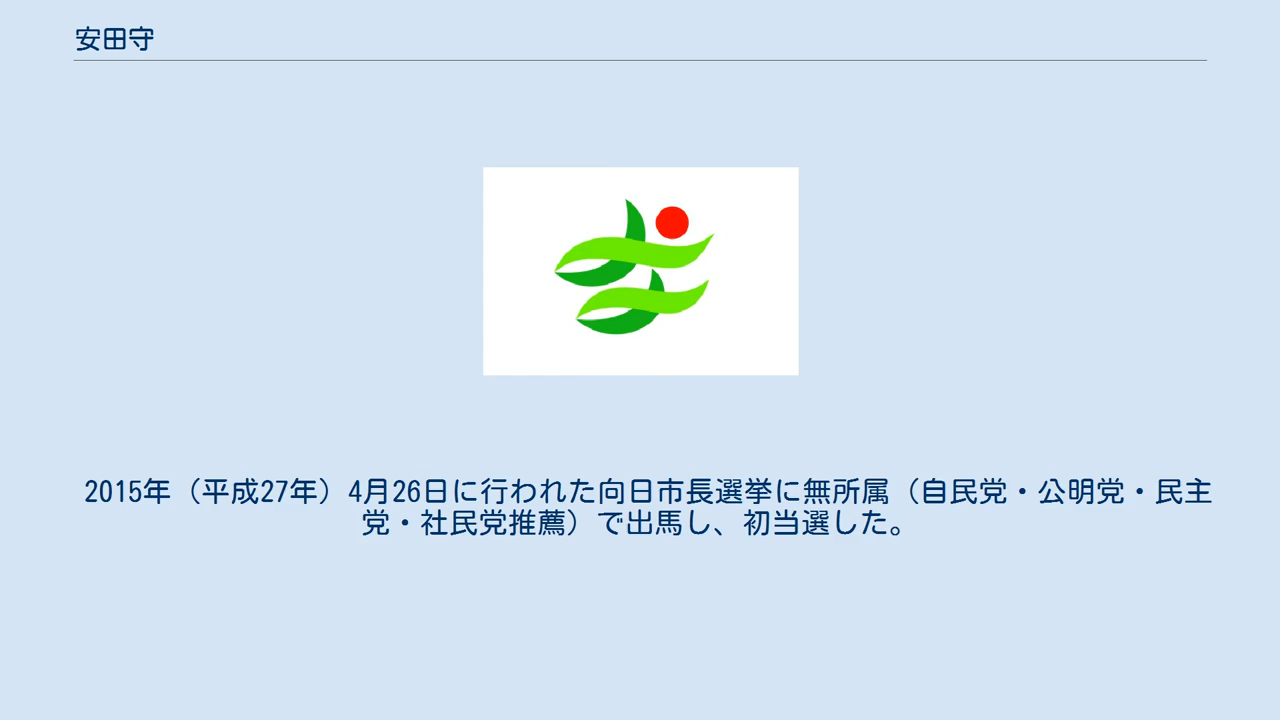 安田守
2015年（平成27年）4月26日に行われた向日市長選挙に無所属（自民党・公明党・民主
党・社民党推薦）で出馬し、初当選した。